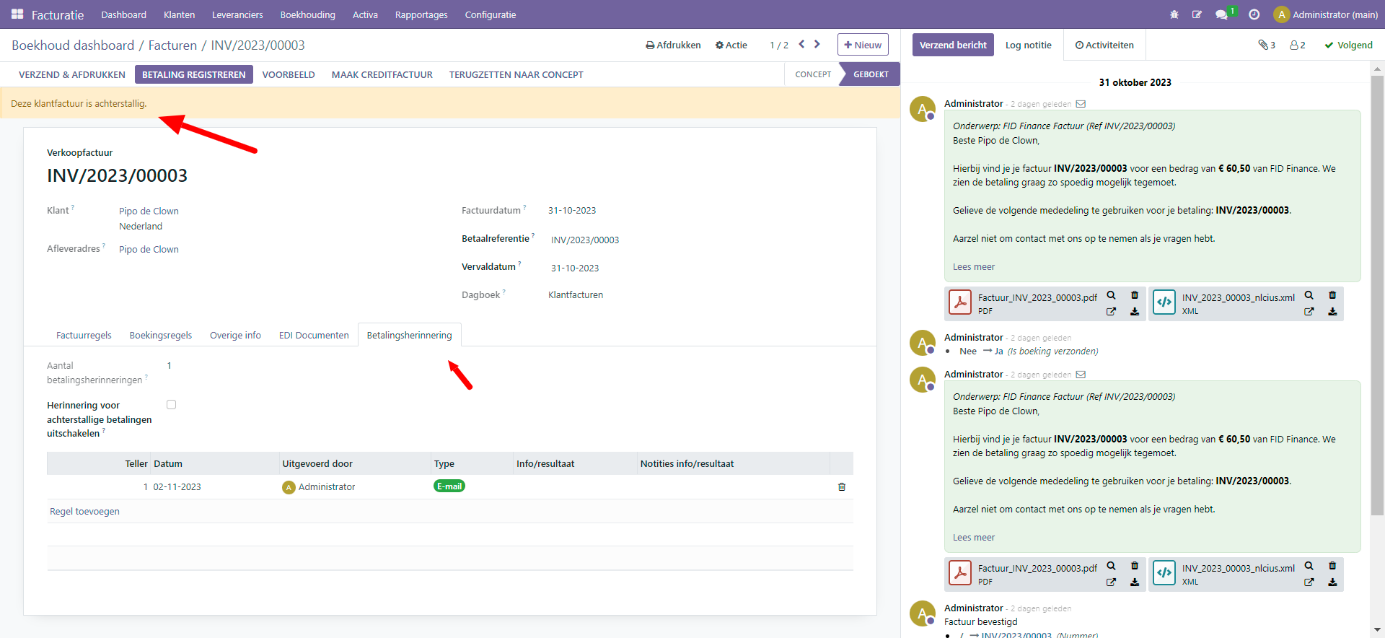 Facturatie Dashboard Klanten Leveranciers Boekhouding Activa Rapportages Configuratie 1 A Administrator (main)
Boekhoud dashboard / Facturen / INV/2023/00003 Afdrukken Actie 1 / 2 + Nieuw
VERZEND & AFDRUKKEN BETALING REGISTREREN VOORBEELD MAAK CREDITFACTUUR TERUGZETTEN NAAR CONCEPT CONCEPT GEBOEKT
Deze klantfactuur is achterstallig.
Verkoopfactuur
INV/2023/00003
Klant ? Pipo de Clown
Nederland
Afleveradres ? Pipo de Clown
Factuurdatum ? 31-10-2023
Betaalreferentie ? INV/2023/00003
Vervaldatum ? 31-10-2023
Dagboek ? Klantfacturen
Factuurregels Boekingsregels Overige info EDI Documenten Betalingsherinnering
Aantal
betalingsherinneringen ? 1
Herinnering voor
achterstallige betalingen
uitschakelen ?
Teller Datum Uitgevoerd door Type Info/resultaat Notities info/resultaat
1 02-11-2023 A Administrator E-mail
Regel toevoegen
Verzend bericht Log notitie Activiteiten 3 2 Volgend
31 oktober 2023
A Administrator - 2 dagen geleden
Onderwerp: FID Finance Factuur (Ref INV/2023/00003)
Beste Pipo de Clown,
Hierbij vind je je factuur INV/2023/00003 voor een bedrag van € 60,50 van FID Finance. We
zien de betaling graag zo spoedig mogelijk tegemoet.
Gelieve de volgende mededeling te gebruiken voor je betaling: INV/2023/00003.
Aarzel niet om contact met ons op te nemen als je vragen hebt.
Lees meer
Factuur_INV_2023_00003.pdf
PDF
INV_2023_00003_nlcius.xml
XML
A Administrator - 2 dagen geleden
• Nee → Ja (Is boeking verzonden)
A Administrator - 2 dagen geleden
Onderwerp: FID Finance Factuur (Ref INV/2023/00003)
Beste Pipo de Clown,
Hierbij vind je je factuur INV/2023/00003 voor een bedrag van € 60,50 van FID Finance. We
zien de betaling graag zo spoedig mogelijk tegemoet.
Gelieve de volgende mededeling te gebruiken voor je betaling: INV/2023/00003.
Aarzel niet om contact met ons op te nemen als je vragen hebt.
Lees meer
Factuur_INV_2023_00003.pdf
PDF
INV_2023_00003_nlcius.xml
XML
A Administrator - 2 dagen geleden
Factuur bevestigd
• / → INV/2023/00003 (Nummer)